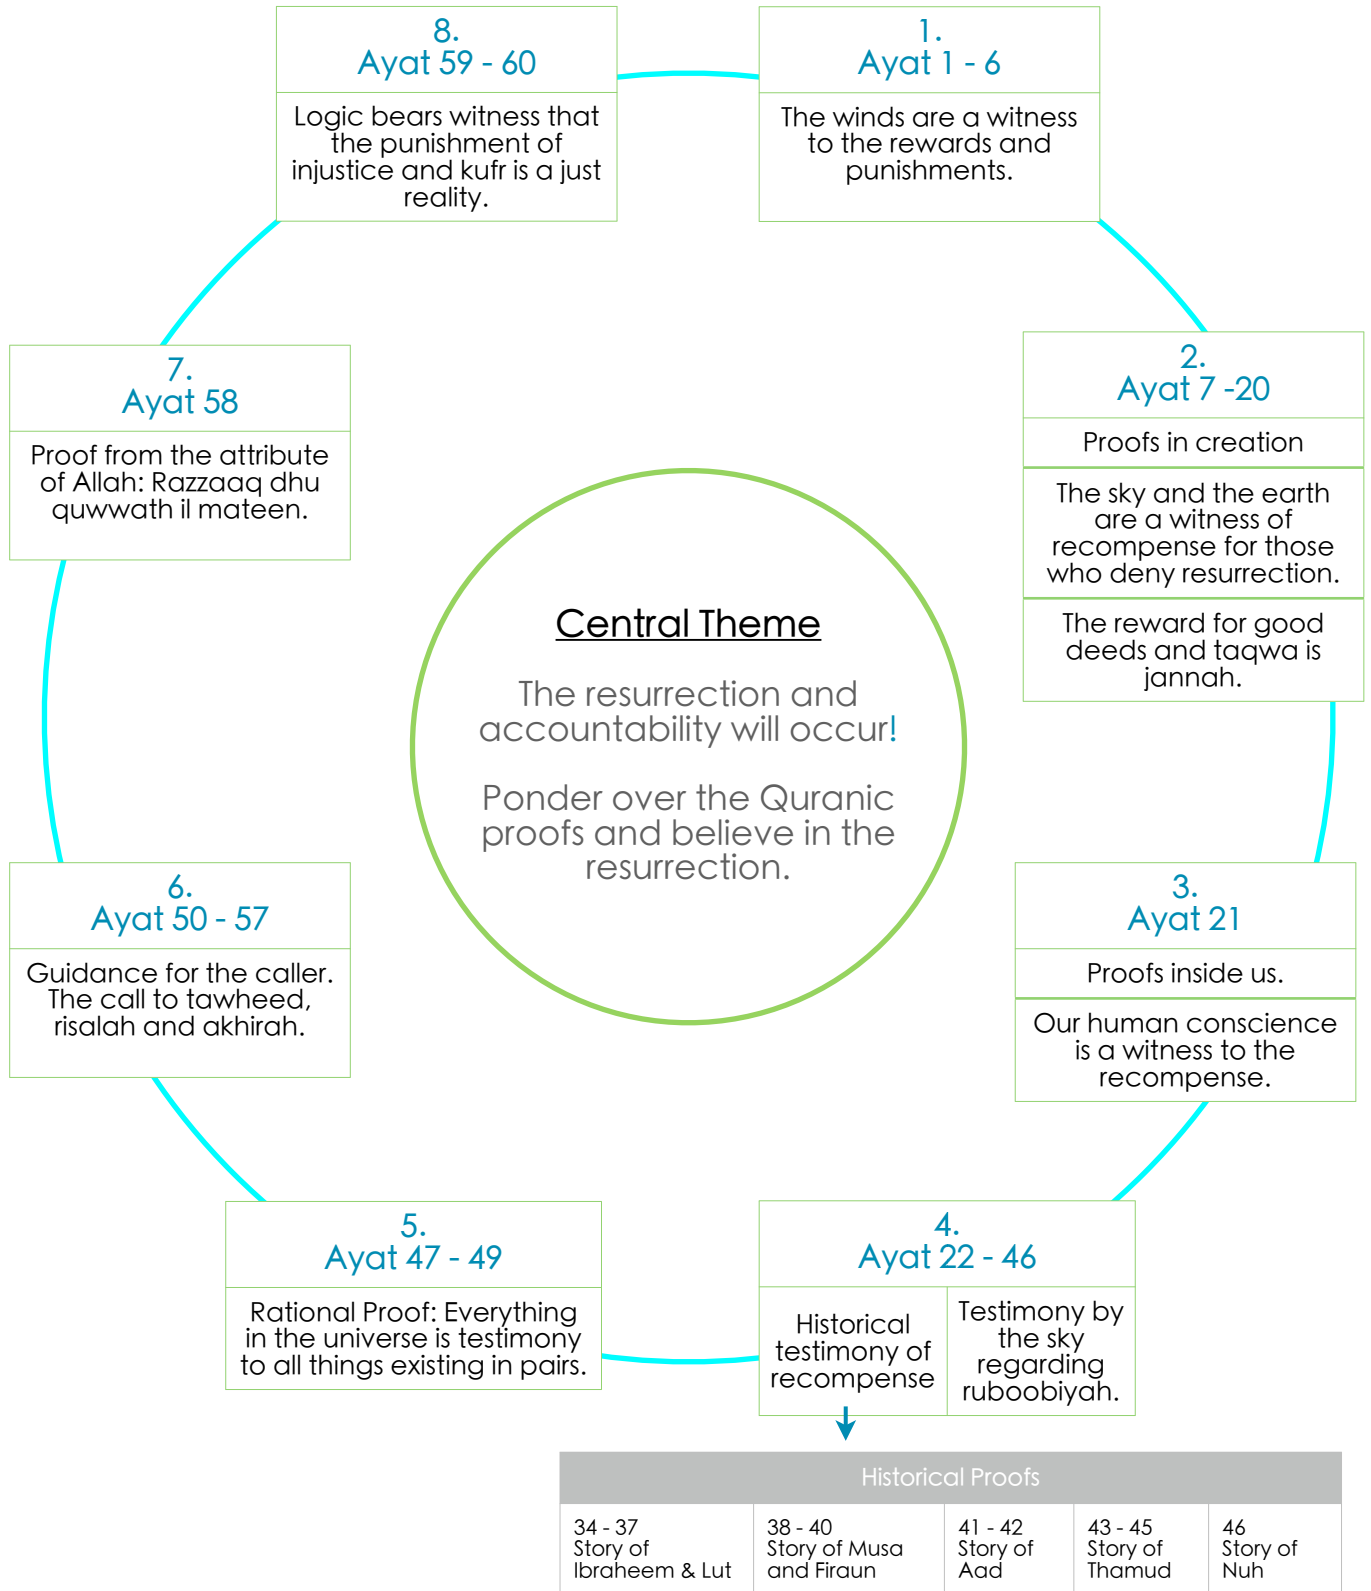 8.
Ayat 59 - 60
Logic bears witness that
the punishment of
injustice and kufr is a just
reality.
1.
Ayat 1 - 6
The winds are a witness
to the rewards and
punishments.
7.
Ayat 58
Proof from the attribute
of Allah: Razzaaq dhu
quwwath il mateen.
2.
Ayat 7 -20
Proofs in creation
The sky and the earth
are a witness of
recompense for those
who deny resurrection.
The reward for good
deeds and taqwa is
jannah.
Central Theme
The resurrection and
accountability will occur!
Ponder over the Quranic
proofs and believe in the
resurrection.
6.
Ayat 50 - 57
Guidance for the caller.
The call to tawheed,
risalah and akhirah.
3.
Ayat 21
Proofs inside us.
Our human conscience
is a witness to the
recompense.
5.
Ayat 47 - 49
Rational Proof: Everything
in the universe is testimony
to all things existing in pairs.
4.
Ayat 22 - 46
Historical
testimony of
recompense
Testimony by
the sky
regarding
ruboobiyah.
Historical Proofs
34 - 37
Story of
Ibraheem & Lut
38 - 40
Story of Musa
and Firaun
41 - 42
Story of
Aad
43 - 45
Story of
Thamud
46
Story of
Nuh